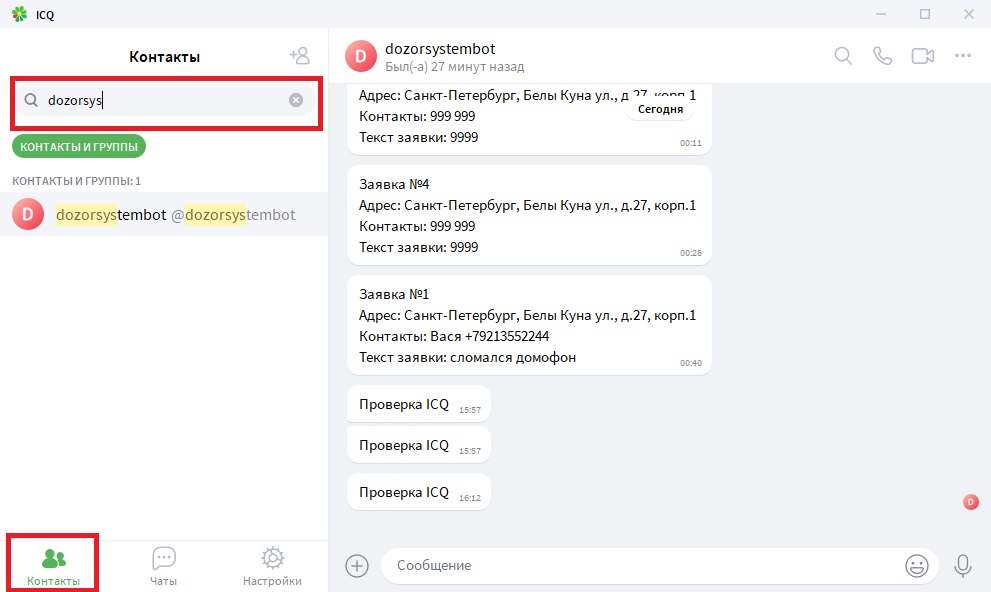 ICQ
Контакты
dozorsys
КОНТАКТЫ И ГРУППЫ
КОНТАКТЫ И ГРУППЫ: 1
D
dozorsystembot @dozorsystembot
Контакты
Чаты
Настройки
D
dozorsystembot
Был(-а) 27 минут назад
Адрес: Санкт-Петербург, Белы Куна ул., д.27, корп.1
Сегодня
Контакты: 999 999
Текст заявки: 9999
00:11
Заявка №4
Адрес: Санкт-Петербург, Белы Куна ул., д.27, корп.1
Контакты: 999 999
Текст заявки: 9999
00:28
Заявка №1
Адрес: Санкт-Петербург, Белы Куна ул., д.27, корп.1
Контакты: Вася +79213552244
Текст заявки: сломался домофон
00:40
Проверка ICQ 15:57
Проверка ICQ 15:57
Проверка ICQ 16:12
D
Сообщение